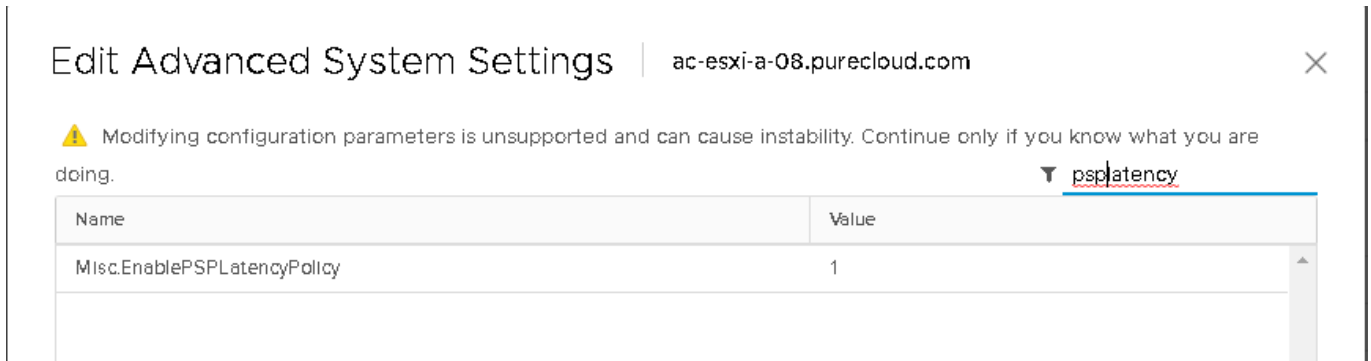 Edit Advanced System Settings ac-esxi-a-08.purecloud.com
Modifying configuration parameters is unsupported and can cause instability. Continue only if you know what you are
doing. psplatency
Name Value
Misc.EnablePSPLatencyPolicy 1